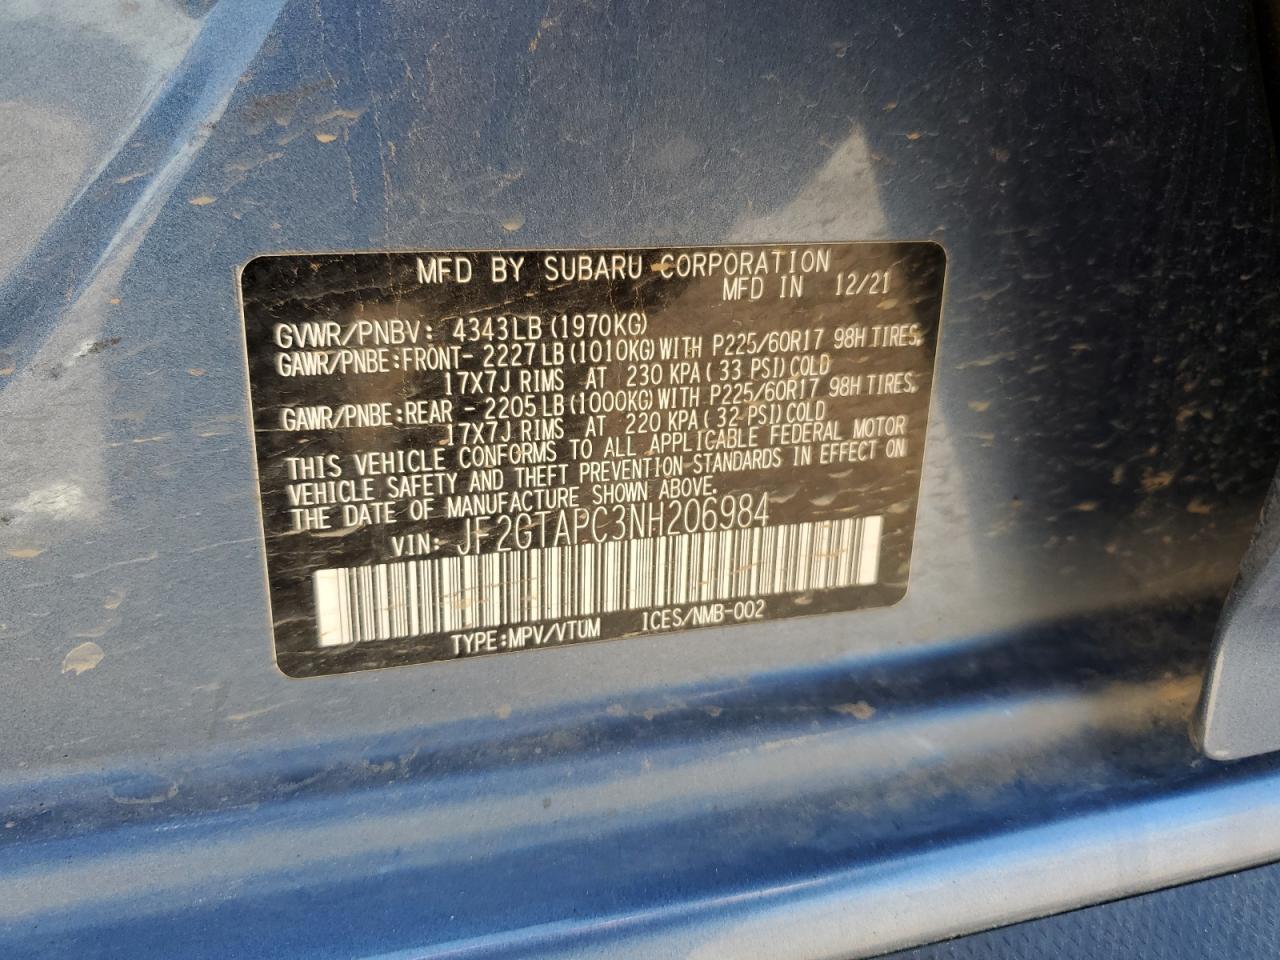 MFD BY SUBARU CORPORATION
MFD IN 12/21
GVWR/PNBV: 4343LB (1970KG)
GAWR/PNBE:FRONT- 2227LB (1010KG) WITH P225/60R17 98H TIRES,
17X7J RIMS AT 230 KPA (33 PSI) COLD
GAWR/PNBE:REAR - 2205LB (1000KG) WITH P225/60R17 98H TIRES,
17X7J RIMS AT 220 KPA (32 PSI) COLD
THIS VEHICLE CONFORMS TO ALL APPLICABLE FEDERAL MOTOR
VEHICLE SAFETY AND THEFT PREVENTION STANDARDS IN EFFECT ON
THE DATE OF MANUFACTURE SHOWN ABOVE.
VIN: JF2GTAPC3NH206984
TYPE:MPV/VTUM ICES/NMB-002